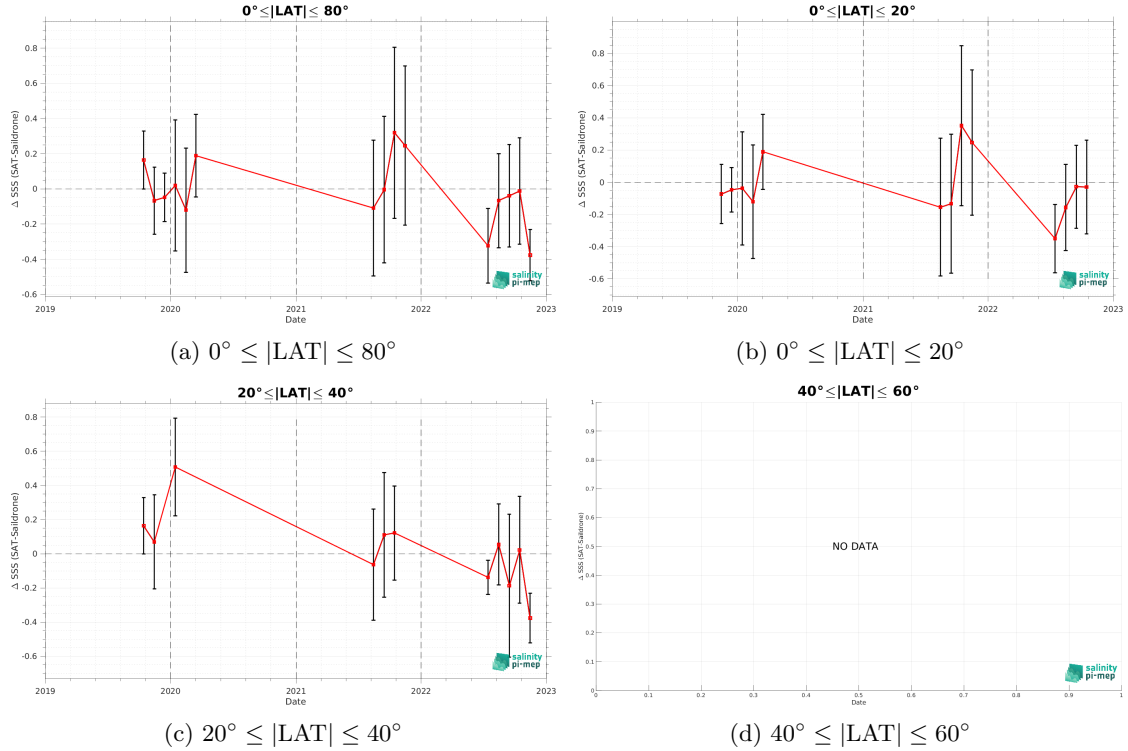 0°≤|LAT|≤ 80°
Δ SSS (SAT-Saildrone)
0.8
0.6
0.4
0.2
0
-0.2
-0.4
-0.6
2019
2020
2021
2022
2023
Date
salinity
pi-mep
(a) 0° ≤ |LAT| ≤ 80°
0°≤|LAT|≤ 20°
Δ SSS (SAT-Saildrone)
0.8
0.6
0.4
0.2
0
-0.2
-0.4
-0.6
2019
2020
2021
2022
2023
Date
salinity
pi-mep
(b) 0° ≤ |LAT| ≤ 20°
20°≤|LAT|≤ 40°
Δ SSS (SAT-Saildrone)
0.8
0.6
0.4
0.2
0
-0.2
-0.4
-0.6
2019
2020
2021
2022
2023
Date
salinity
pi-mep
(c) 20° ≤ |LAT| ≤ 40°
40°≤|LAT|≤ 60°
Δ SSS (SAT-Saildrone)
1
0.9
0.8
0.7
0.6
0.5
0.4
0.3
0.2
0.1
0
NO DATA
0
0.1
0.2
0.3
0.4
0.5
0.6
0.7
0.8
0.9
1
Date
salinity
pi-mep
(d) 40° ≤ |LAT| ≤ 60°